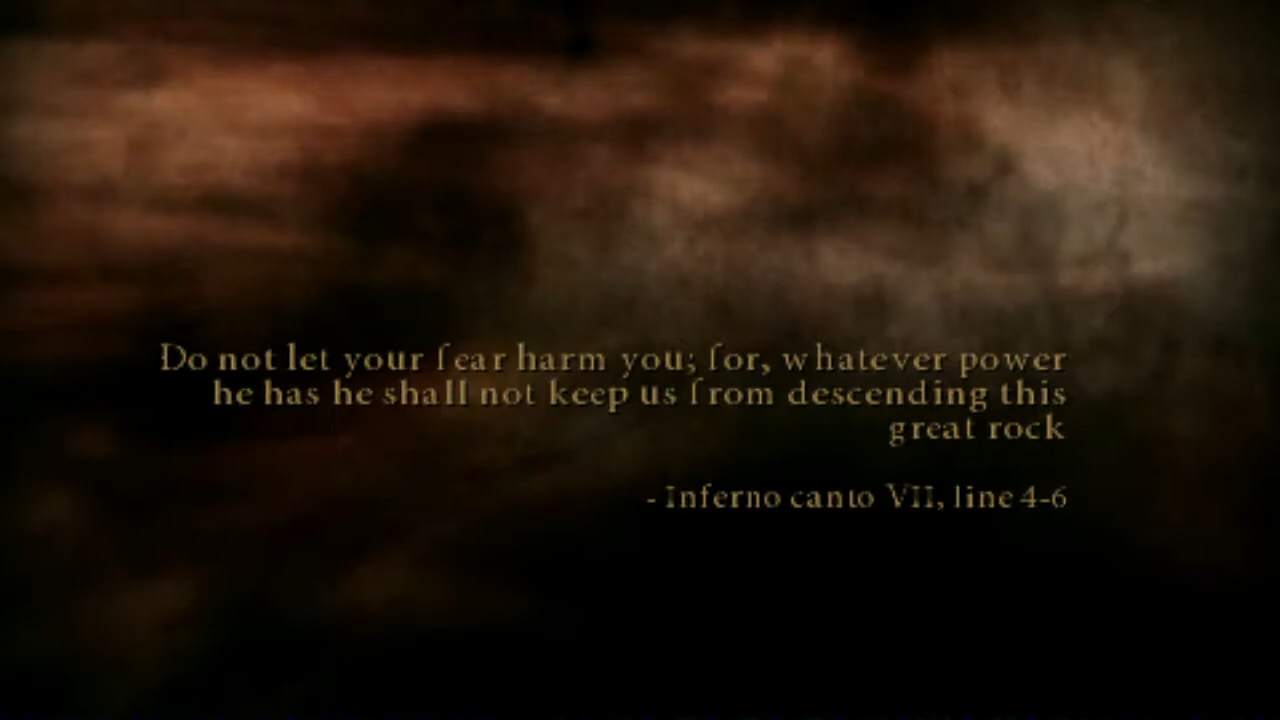 Do not let your fear harm you; for, whatever power
he has he shall not keep us from descending this
great rock
- Inferno canto VII, line 4-6